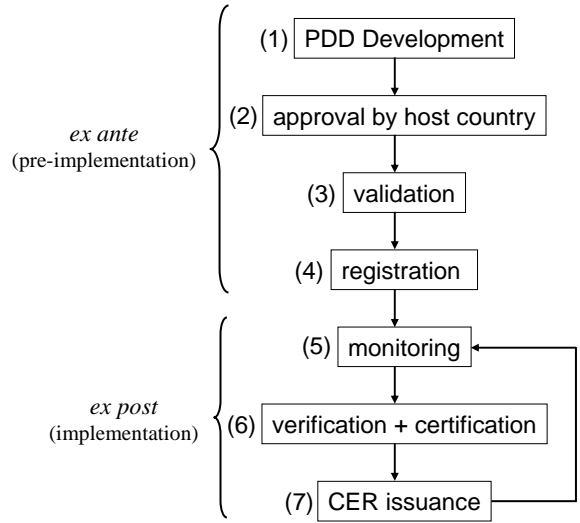 (1) PDD Development
(2) approval by host country
ex ante
(pre-implementation)
(3) validation
(4) registration
(5) monitoring
ex post
(implementation)
(6) verification + certification
(7) CER issuance